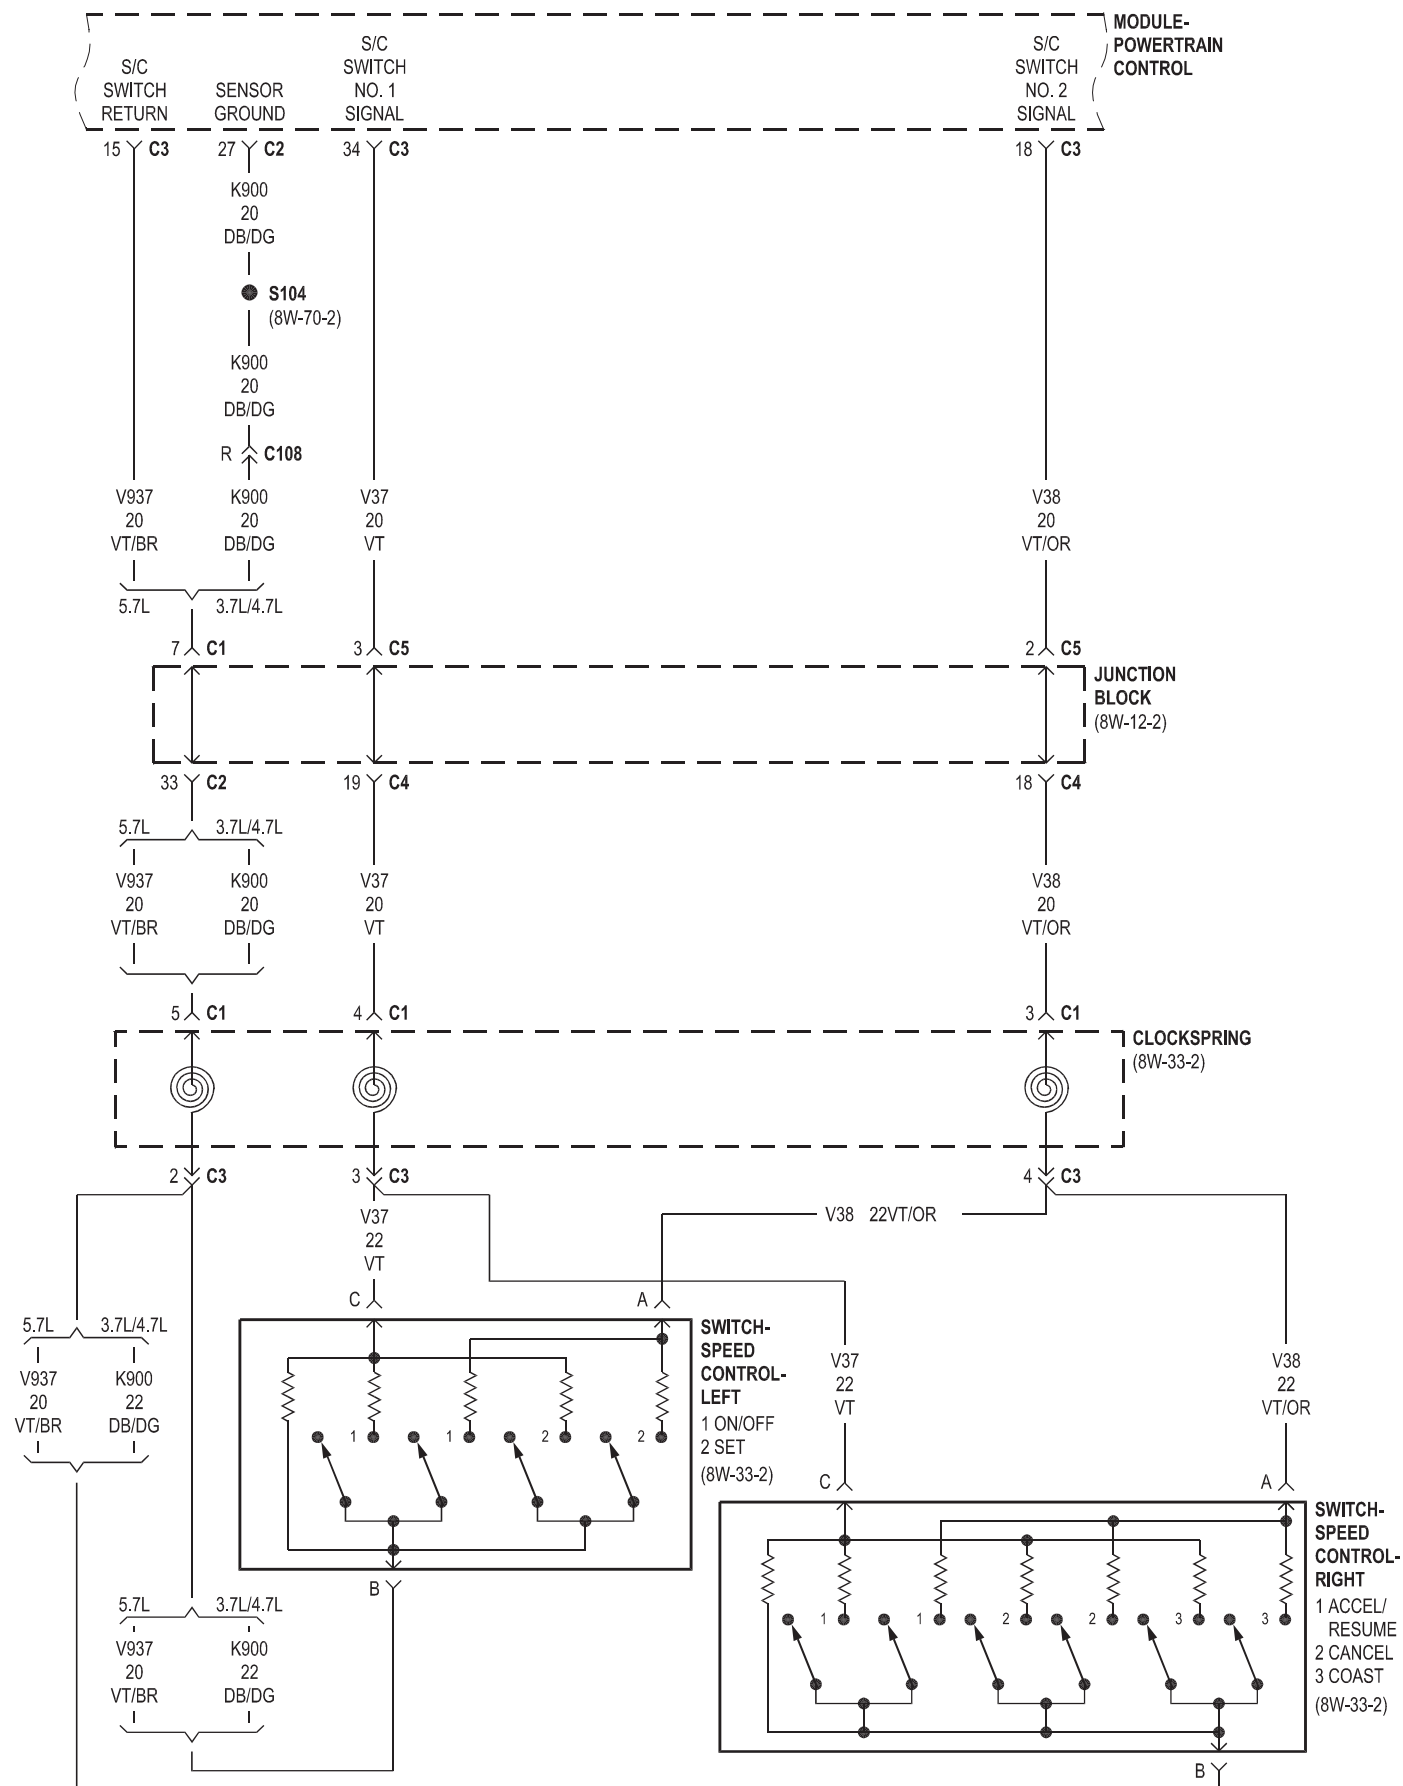 MODULE-
POWERTRAIN
CONTROL
S/C
SWITCH
RETURN
SENSOR
GROUND
S/C
SWITCH
NO. 1
SIGNAL
S/C
SWITCH
NO. 2
SIGNAL
15 C3
27 C2
34 C3
18 C3
K900
20
DB/DG
S104
(8W-70-2)
K900
20
DB/DG
R C108
V937
20
VT/BR
K900
20
DB/DG
V37
20
VT
V38
20
VT/OR
5.7L
3.7L/4.7L
7 C1
3 C5
2 C5
JUNCTION
BLOCK
(8W-12-2)
33 C2
19 C4
18 C4
5.7L
3.7L/4.7L
V937
20
VT/BR
K900
20
DB/DG
V37
20
VT
V38
20
VT/OR
5 C1
4 C1
3 C1
CLOCKSPRING
(8W-33-2)
2 C3
3 C3
4 C3
V37
22
VT
V38 22VT/OR
C
A
5.7L
3.7L/4.7L
V937
20
VT/BR
K900
22
DB/DG
SWITCH-
SPEED
CONTROL-
LEFT
1 ON/OFF
2 SET
(8W-33-2)
1
1
2
2
B
V37
22
VT
V38
22
VT/OR
C
A
SWITCH-
SPEED
CONTROL-
RIGHT
1 ACCEL/
RESUME
2 CANCEL
3 COAST
(8W-33-2)
1
1
2
2
3
3
B
5.7L
3.7L/4.7L
V937
20
VT/BR
K900
22
DB/DG